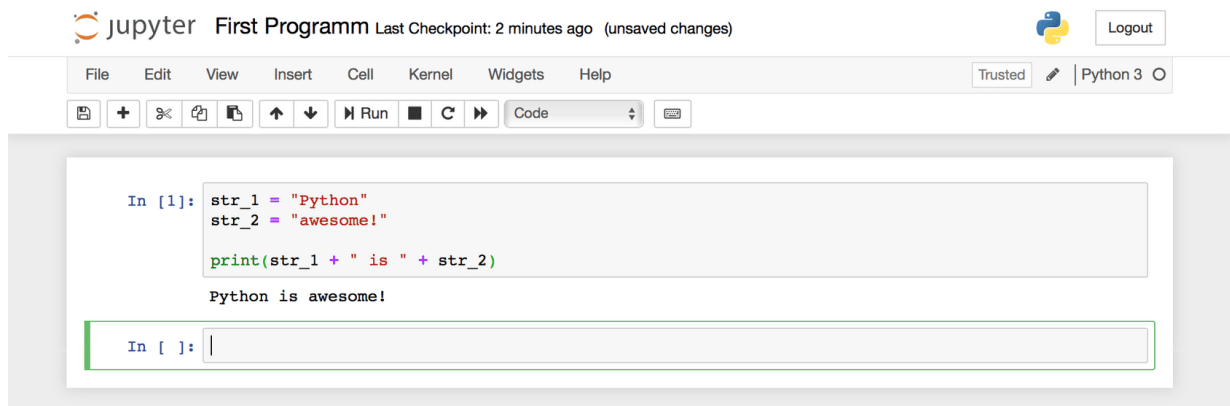 jupyter First Programm Last Checkpoint: 2 minutes ago (unsaved changes) Logout
File Edit View Insert Cell Kernel Widgets Help Trusted Python 3
Run Code
In [1]: str_1 = "Python"
str_2 = "awesome!"
print(str_1 + " is " + str_2)
Python is awesome!
In [ ]: